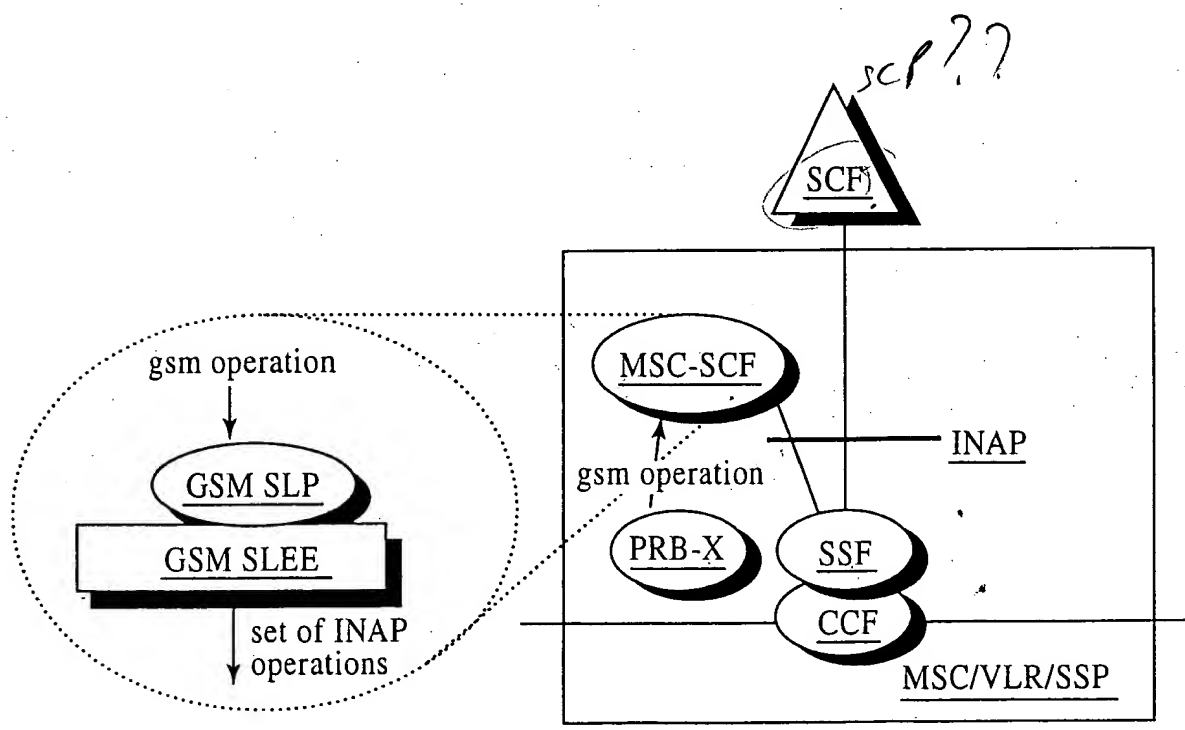 SCP??
SCF
gsm operation
GSM SLP
GSM SLEE
set of INAP
operations
MSC-SCF
INAP
gsm operation
PRB-X
SSF
CCF
MSC/VLR/SSP